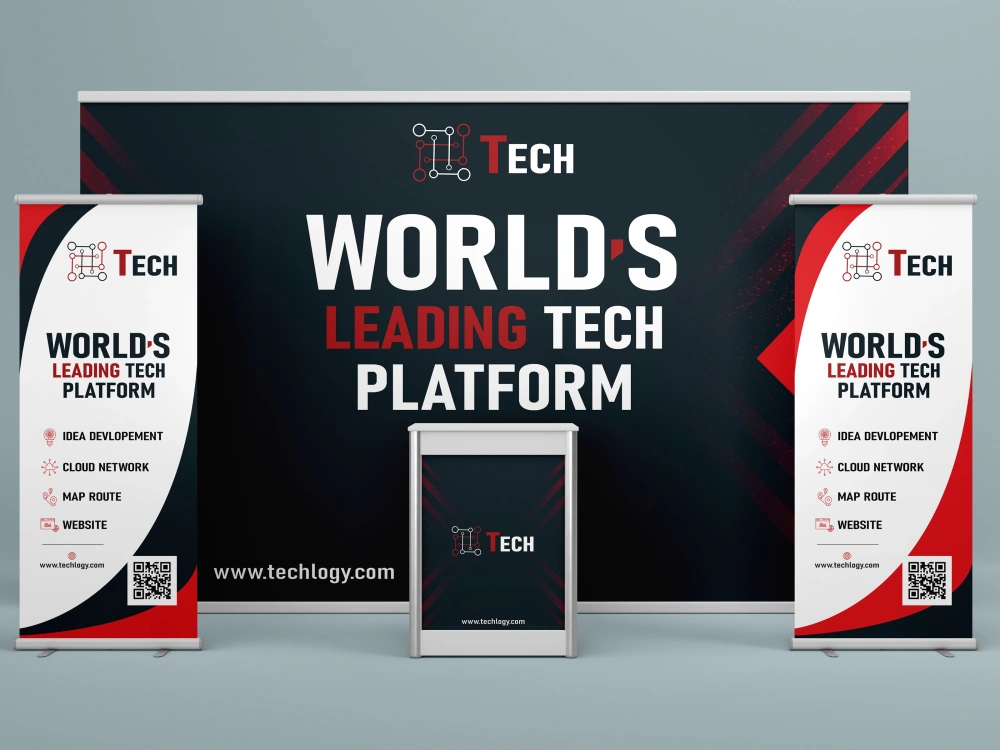 TECH
WORLD'S
LEADING TECH
PLATFORM
www.techlogy.com
TECH
WORLD'S
LEADING TECH
PLATFORM
IDEA DEVLOPEMENT
CLOUD NETWORK
MAP ROUTE
WEBSITE
www.techlogy.com
TECH
www.techlogy.com
TECH
WORLD'S
LEADING TECH
PLATFORM
IDEA DEVLOPEMENT
CLOUD NETWORK
MAP ROUTE
WEBSITE
www.techlogy.com